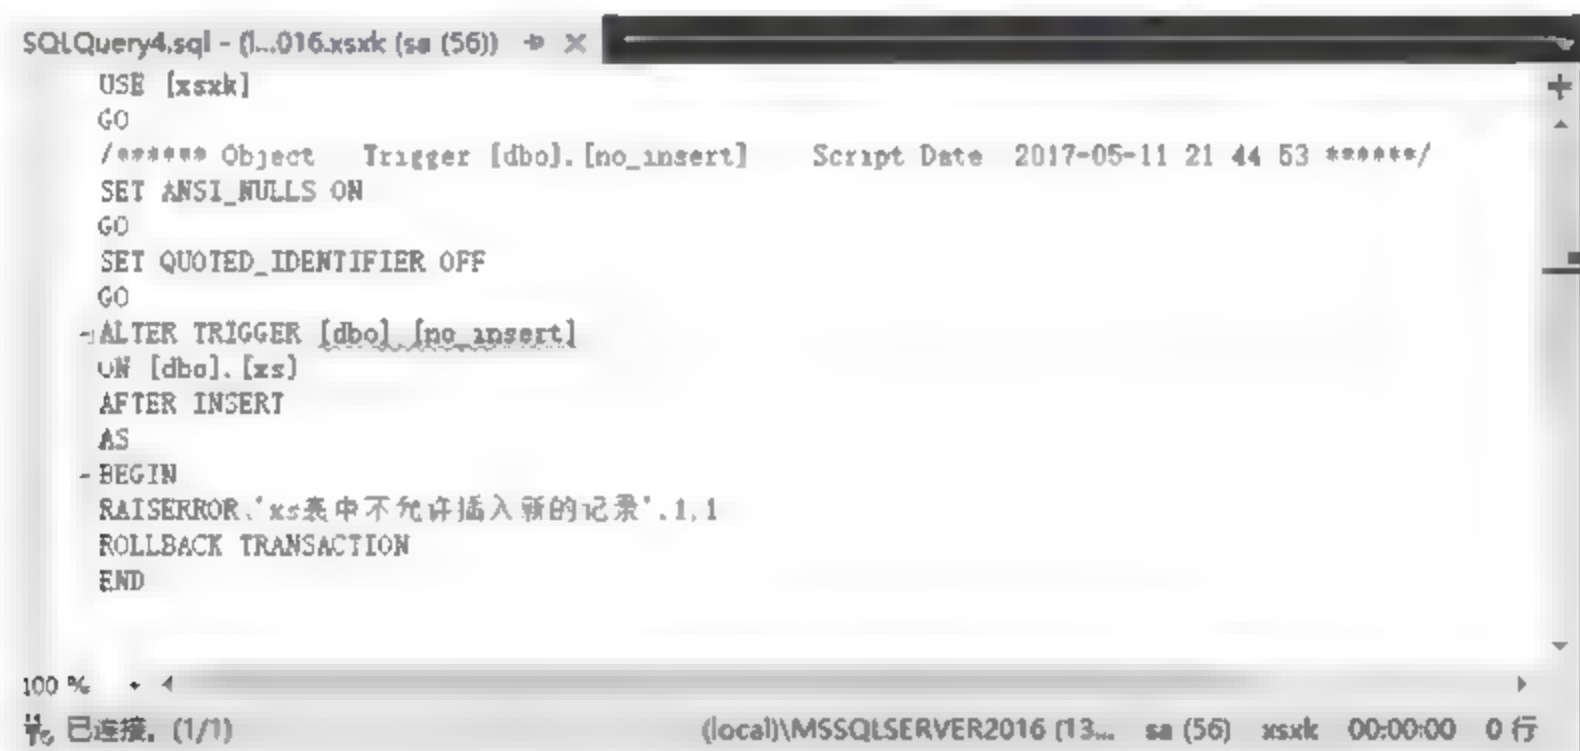 SQLQuery4.sql - (l...016.xsxk (sa (56))
USE [xsxk]
GO
/****** Object Trigger [dbo].[no_insert] Script Date 2017-05-11 21 44 53 ******/
SET ANSI_NULLS ON
GO
SET QUOTED_IDENTIFIER OFF
GO
ALTER TRIGGER [dbo] [no_insert]
ON [dbo].[xs]
AFTER INSERT
AS
BEGIN
RAISERROR 'xs表中不允许插入新的记录',1,1
ROLLBACK TRANSACTION
END
100 %
已连接。(1/1) (local)\MSSQLSERVER2016 (13... sa (56) xsxk 00:00:00 0 行